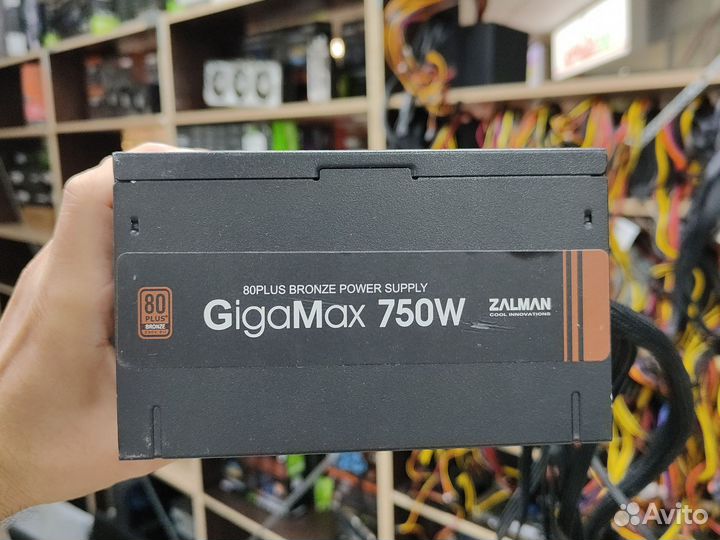 80PLUS BRONZE POWER SUPPLY
GigaMax 750W
ZALMAN
COOL INNOVATIONS
80
PLUS
BRONZE
Avito